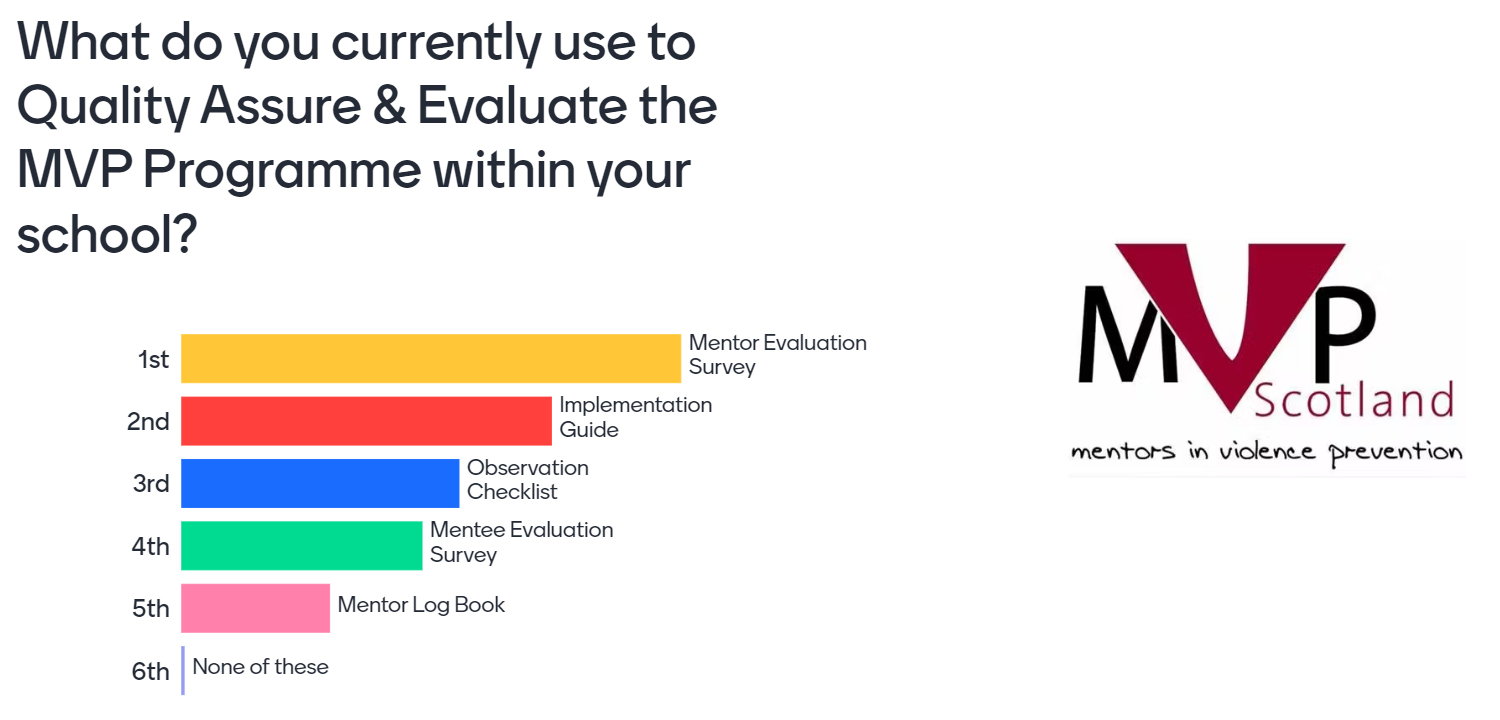 What do you currently use to
Quality Assure & Evaluate the
MVP Programme within your
school?
1st
Mentor Evaluation
Survey
2nd
Implementation
Guide
3rd
Observation
Checklist
4th
Mentee Evaluation
Survey
5th
Mentor Log Book
6th
None of these
MVP
Scotland
mentors in violence prevention